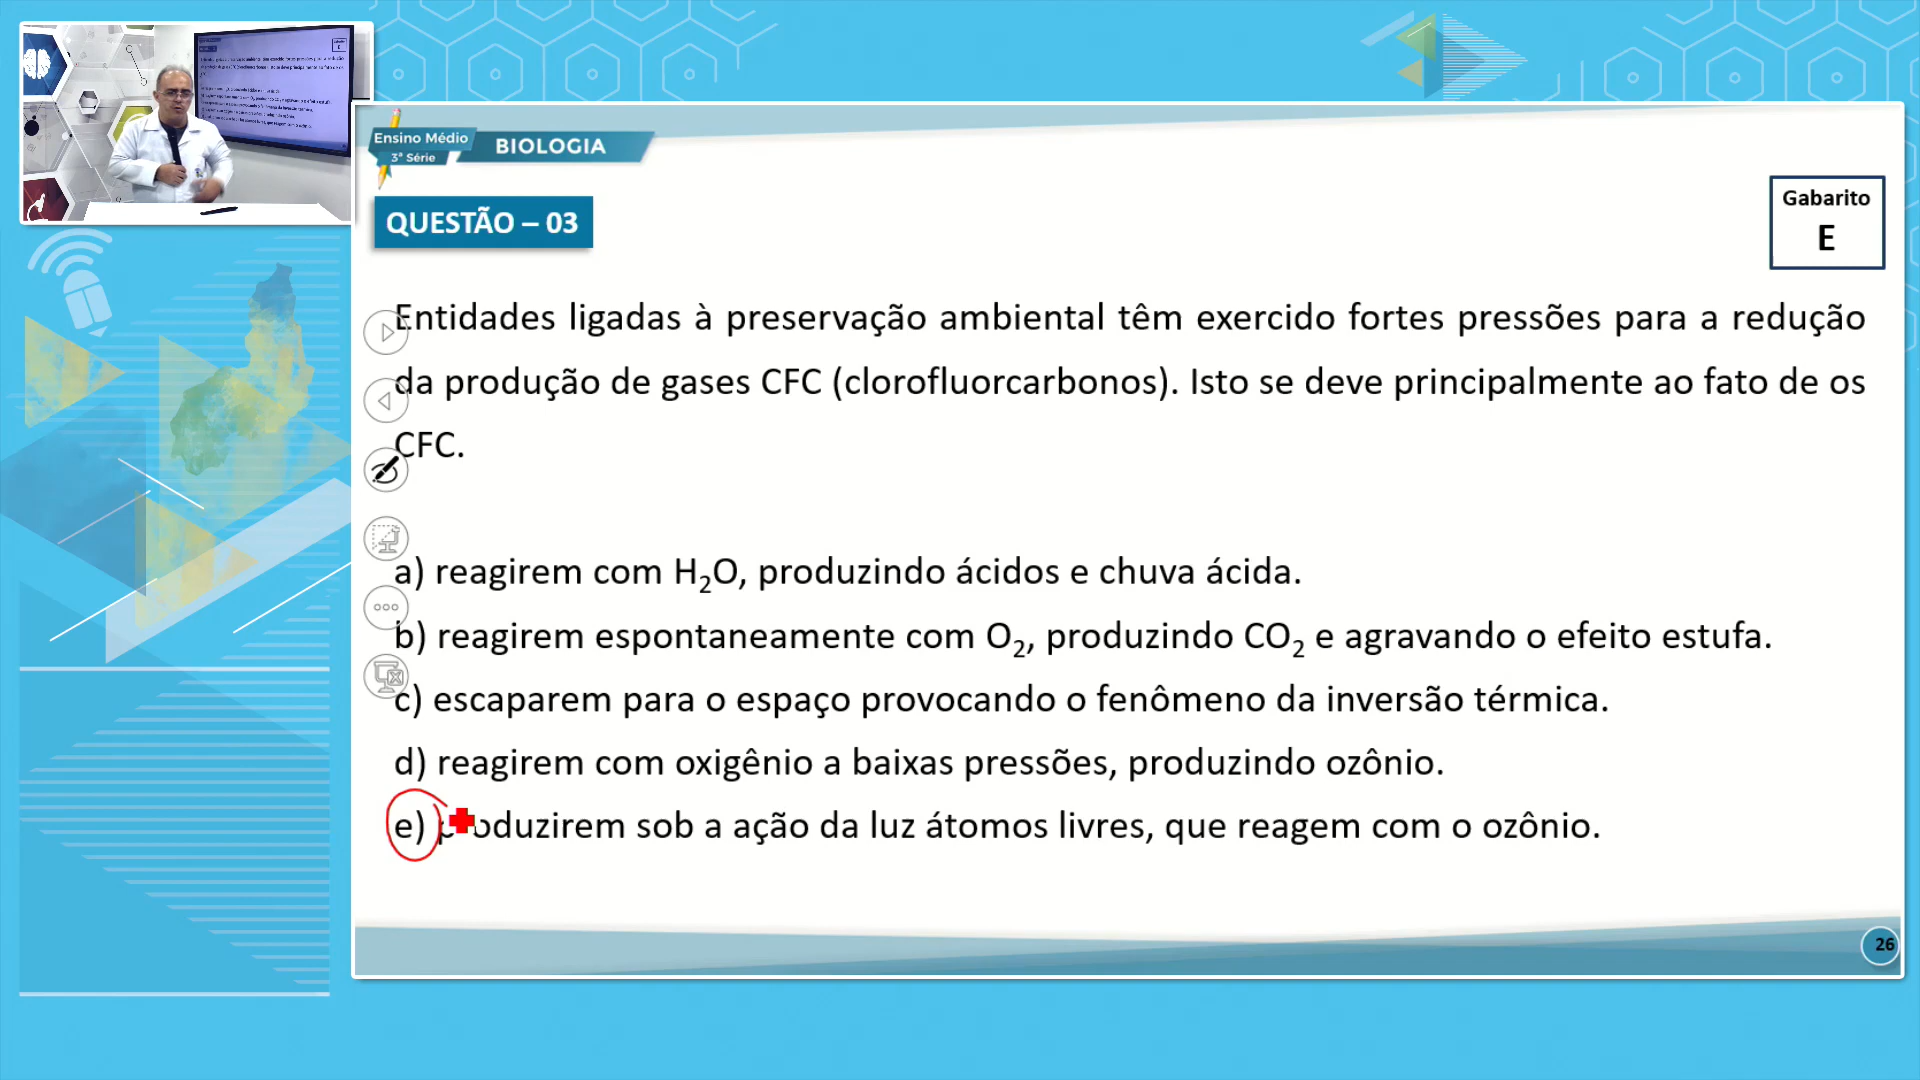 Ensino Médio
3ª Série
BIOLOGIA
QUESTÃO – 03
Gabarito
E
Entidades ligadas à preservação ambiental têm exercido fortes pressões para a redução
da produção de gases CFC (clorofluorcarbonos). Isto se deve principalmente ao fato de os
CFC.
a) reagirem com H₂O, produzindo ácidos e chuva ácida.
b) reagirem espontaneamente com O₂, produzindo CO₂ e agravando o efeito estufa.
c) escaparem para o espaço provocando o fenômeno da inversão térmica.
d) reagirem com oxigênio a baixas pressões, produzindo ozônio.
e) produzirem sob a ação da luz átomos livres, que reagem com o ozônio.
26